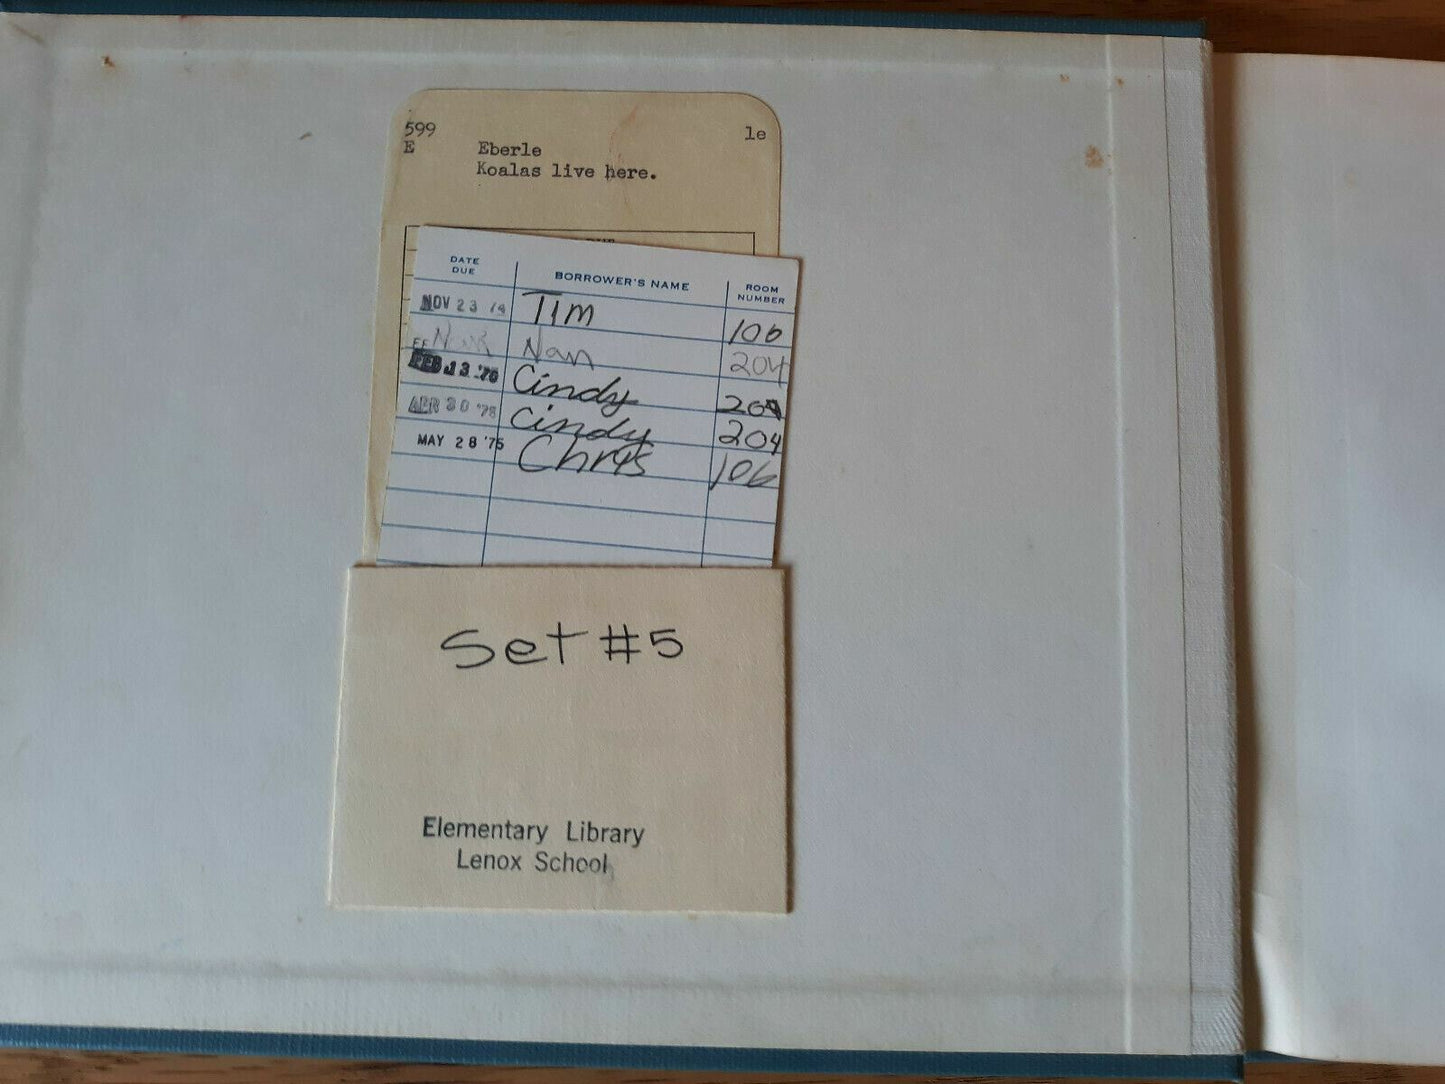 599
E
le
Eberle
Koalas live here.
DATE DUE
BORROWER'S NAME
ROOM NUMBER
NOV 23 74 Tim 106
Nan 204
FEB 13 '75 Cindy 204
APR 30 '75 Cindy 204
MAY 28 '75 Chris 106
Set #5
Elementary Library
Lenox School